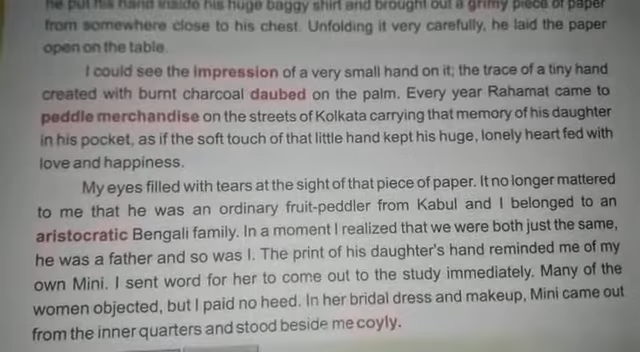 he put his hand inside his huge baggy shirt and brought out a grimy piece of paper
from somewhere close to his chest. Unfolding it very carefully, he laid the paper
open on the table.
I could see the impression of a very small hand on it; the trace of a tiny hand
created with burnt charcoal daubed on the palm. Every year Rahamat came to
peddle merchandise on the streets of Kolkata carrying that memory of his daughter
in his pocket, as if the soft touch of that little hand kept his huge, lonely heart fed with
love and happiness.
My eyes filled with tears at the sight of that piece of paper. It no longer mattered
to me that he was an ordinary fruit-peddler from Kabul and I belonged to an
aristocratic Bengali family. In a moment I realized that we were both just the same,
he was a father and so was I. The print of his daughter's hand reminded me of my
own Mini. I sent word for her to come out to the study immediately. Many of the
women objected, but I paid no heed. In her bridal dress and makeup, Mini came out
from the inner quarters and stood beside me coyly.